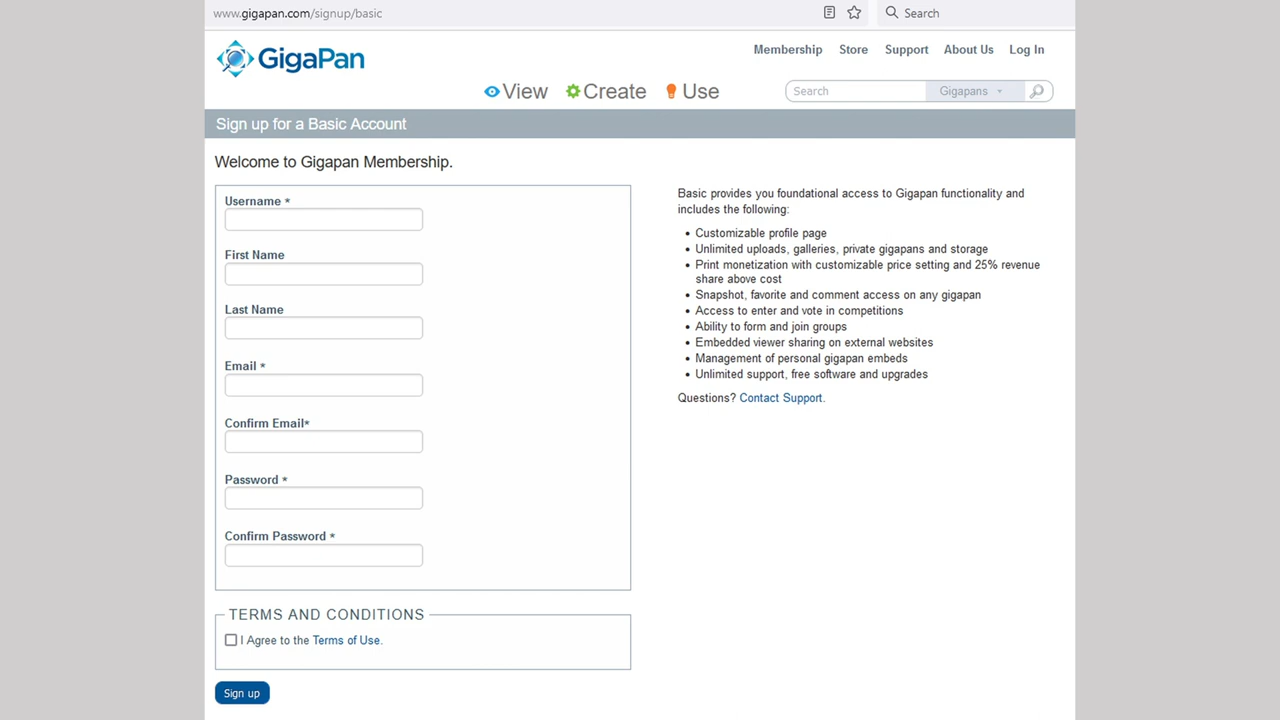 www.gigapan.com/signup/basic
Search
GigaPan
Membership Store Support About Us Log In
View Create Use
Search Gigapans
Sign up for a Basic Account
Welcome to Gigapan Membership.
Username *
First Name
Last Name
Email *
Confirm Email*
Password *
Confirm Password *
Basic provides you foundational access to Gigapan functionality and
includes the following:
• Customizable profile page
• Unlimited uploads, galleries, private gigapans and storage
• Print monetization with customizable price setting and 25% revenue
share above cost
• Snapshot, favorite and comment access on any gigapan
• Access to enter and vote in competitions
• Ability to form and join groups
• Embedded viewer sharing on external websites
• Management of personal gigapan embeds
• Unlimited support, free software and upgrades
Questions? Contact Support.
TERMS AND CONDITIONS
I Agree to the Terms of Use.
Sign up